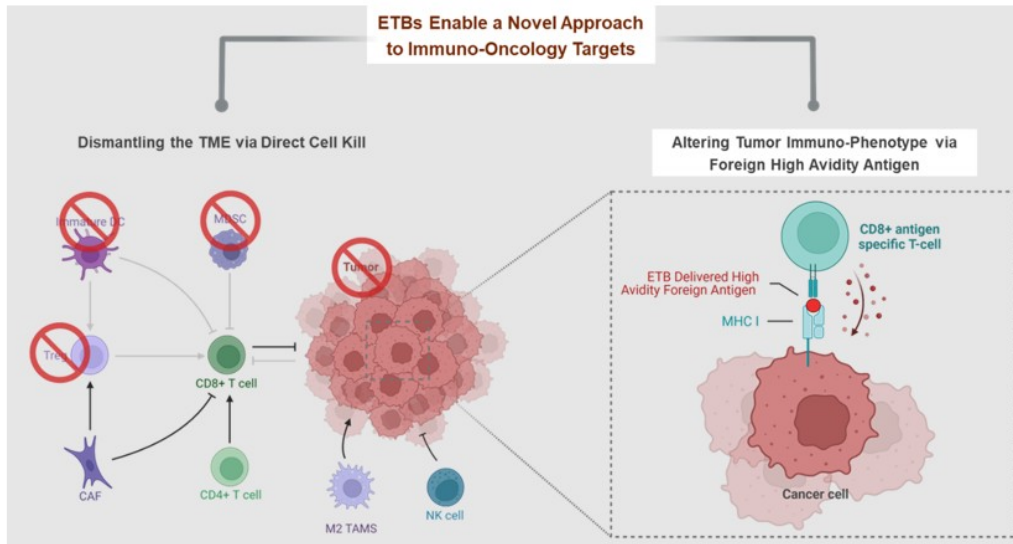 ETBs Enable a Novel Approach
to Immuno-Oncology Targets
Dismantling the TME via Direct Cell Kill
Altering Tumor Immuno-Phenotype via
Foreign High Avidity Antigen
Immature DC
MDSC
Tumor
Treg
CD8+ T cell
CAF
CD4+ T cell
M2 TAMS
NK cell
CD8+ antigen
specific T-cell
ETB Delivered High
Avidity Foreign Antigen
MHC I
Cancer cell